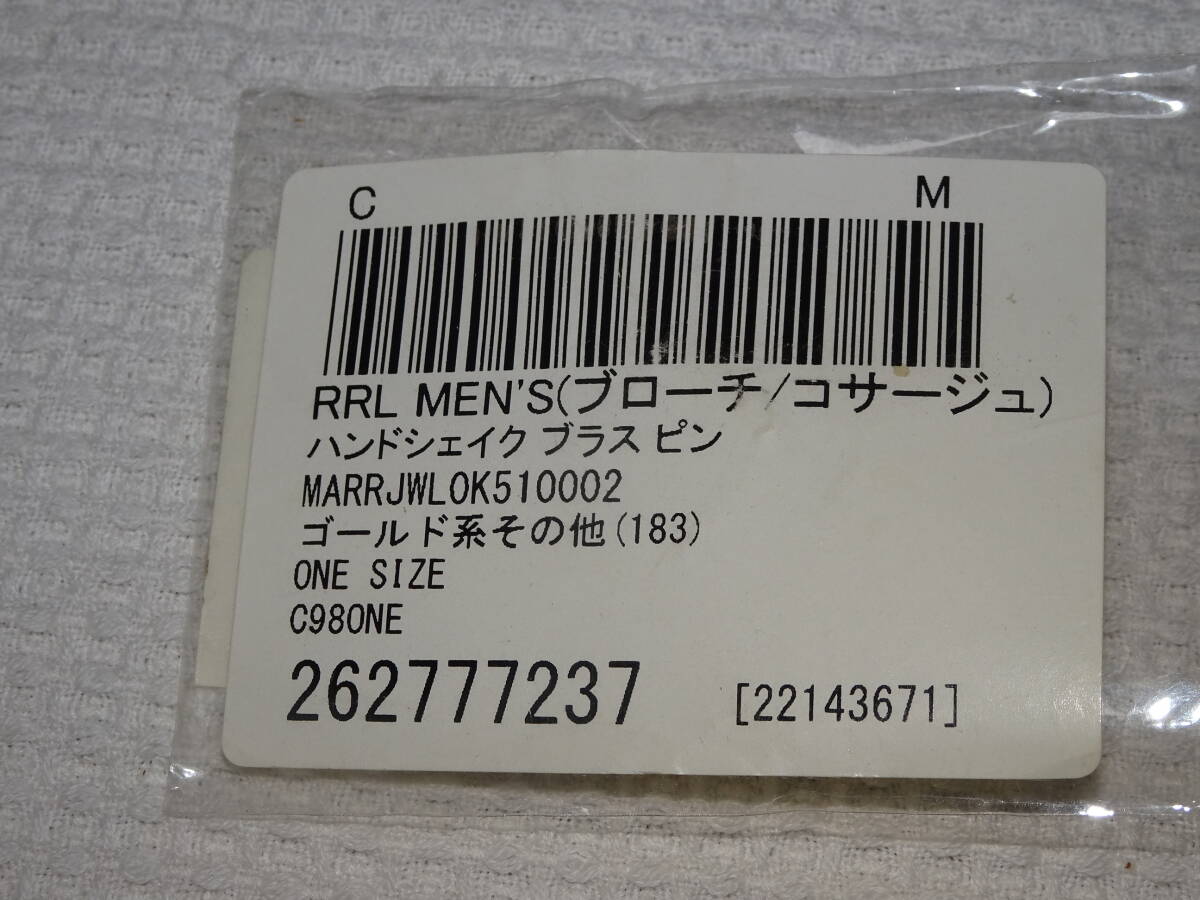 C M
RRL MEN'S(ブローチ/コサージュ)
ハンドシェイク ブラス ピン
MARRJWLOK510002
ゴールド系その他(183)
ONE SIZE
C98ONE
262777237 [22143671]